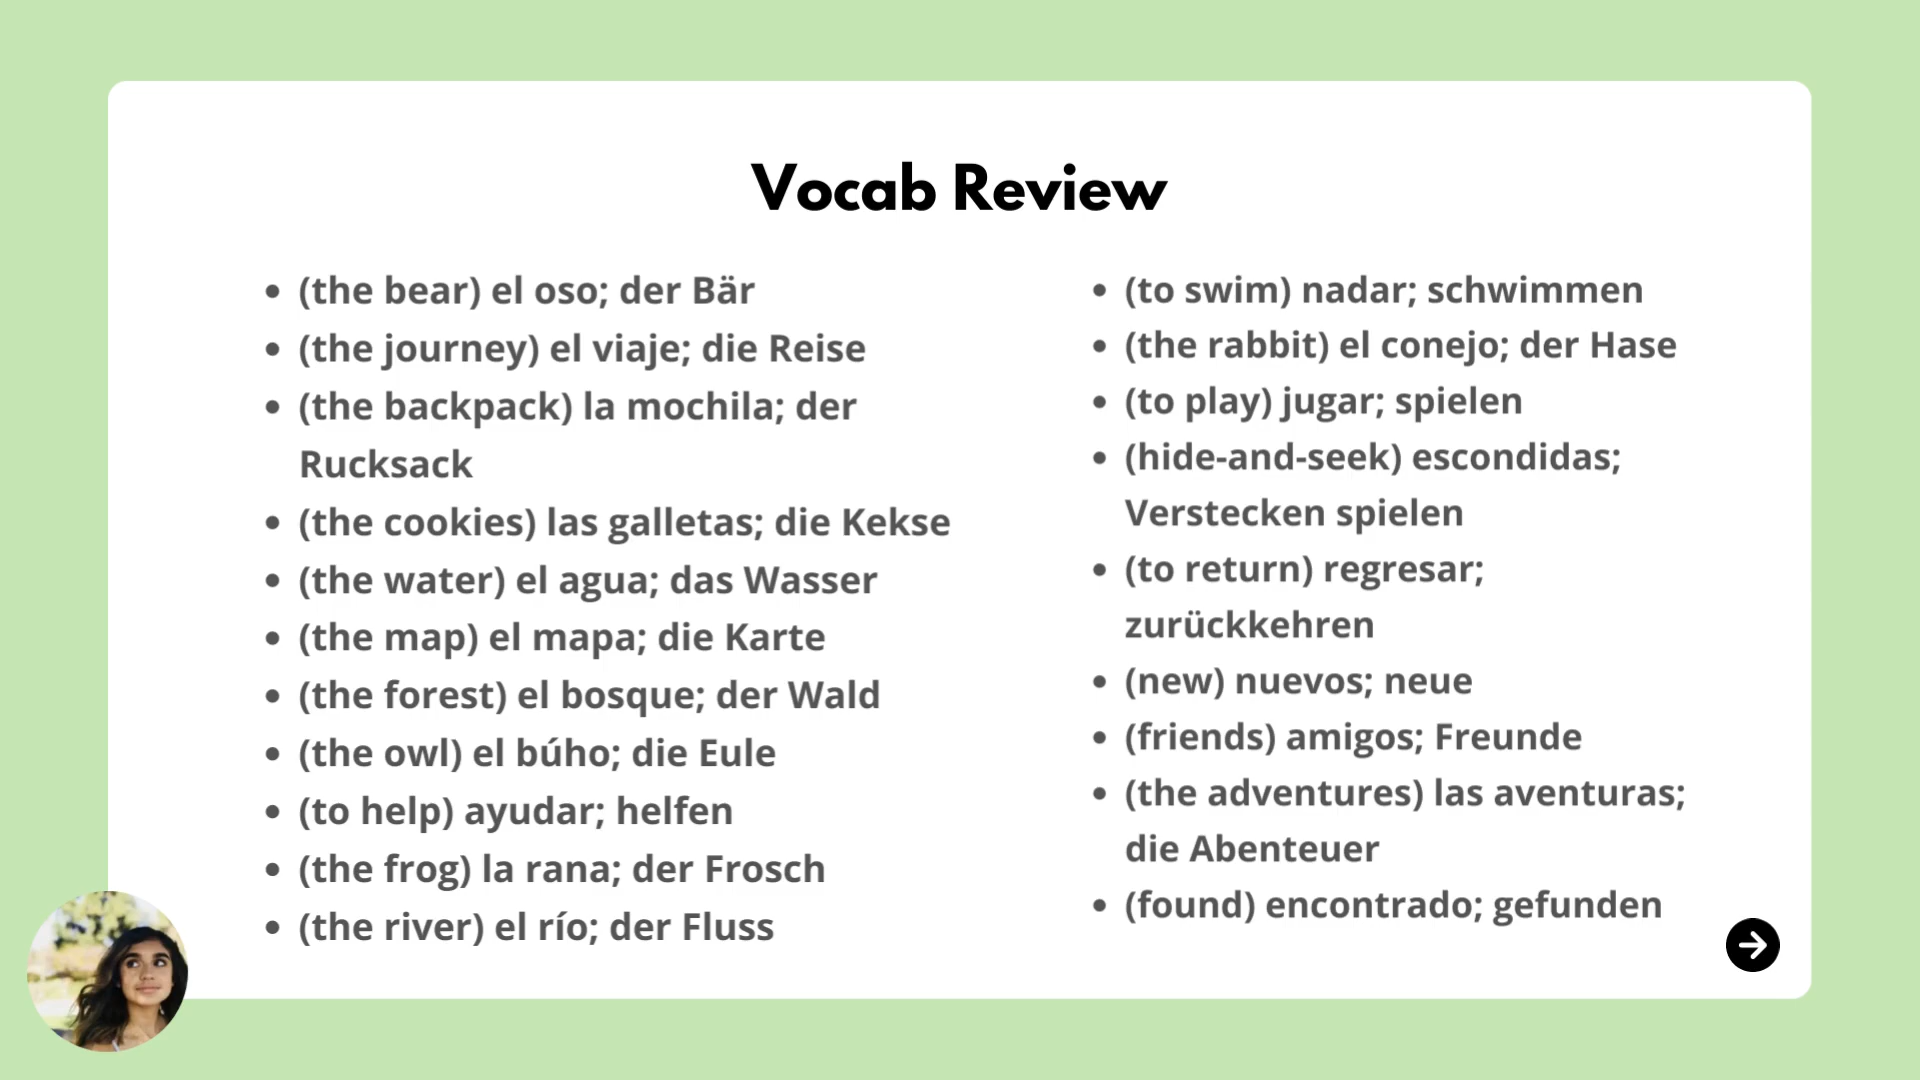 Vocab Review
• (the bear) el oso; der Bär
• (the journey) el viaje; die Reise
• (the backpack) la mochila; der
Rucksack
• (the cookies) las galletas; die Kekse
• (the water) el agua; das Wasser
• (the map) el mapa; die Karte
• (the forest) el bosque; der Wald
• (the owl) el búho; die Eule
• (to help) ayudar; helfen
• (the frog) la rana; der Frosch
• (the river) el río; der Fluss
• (to swim) nadar; schwimmen
• (the rabbit) el conejo; der Hase
• (to play) jugar; spielen
• (hide-and-seek) escondidas;
Verstecken spielen
• (to return) regresar;
zurückkehren
• (new) nuevos; neue
• (friends) amigos; Freunde
• (the adventures) las aventuras;
die Abenteuer
• (found) encontrado; gefunden